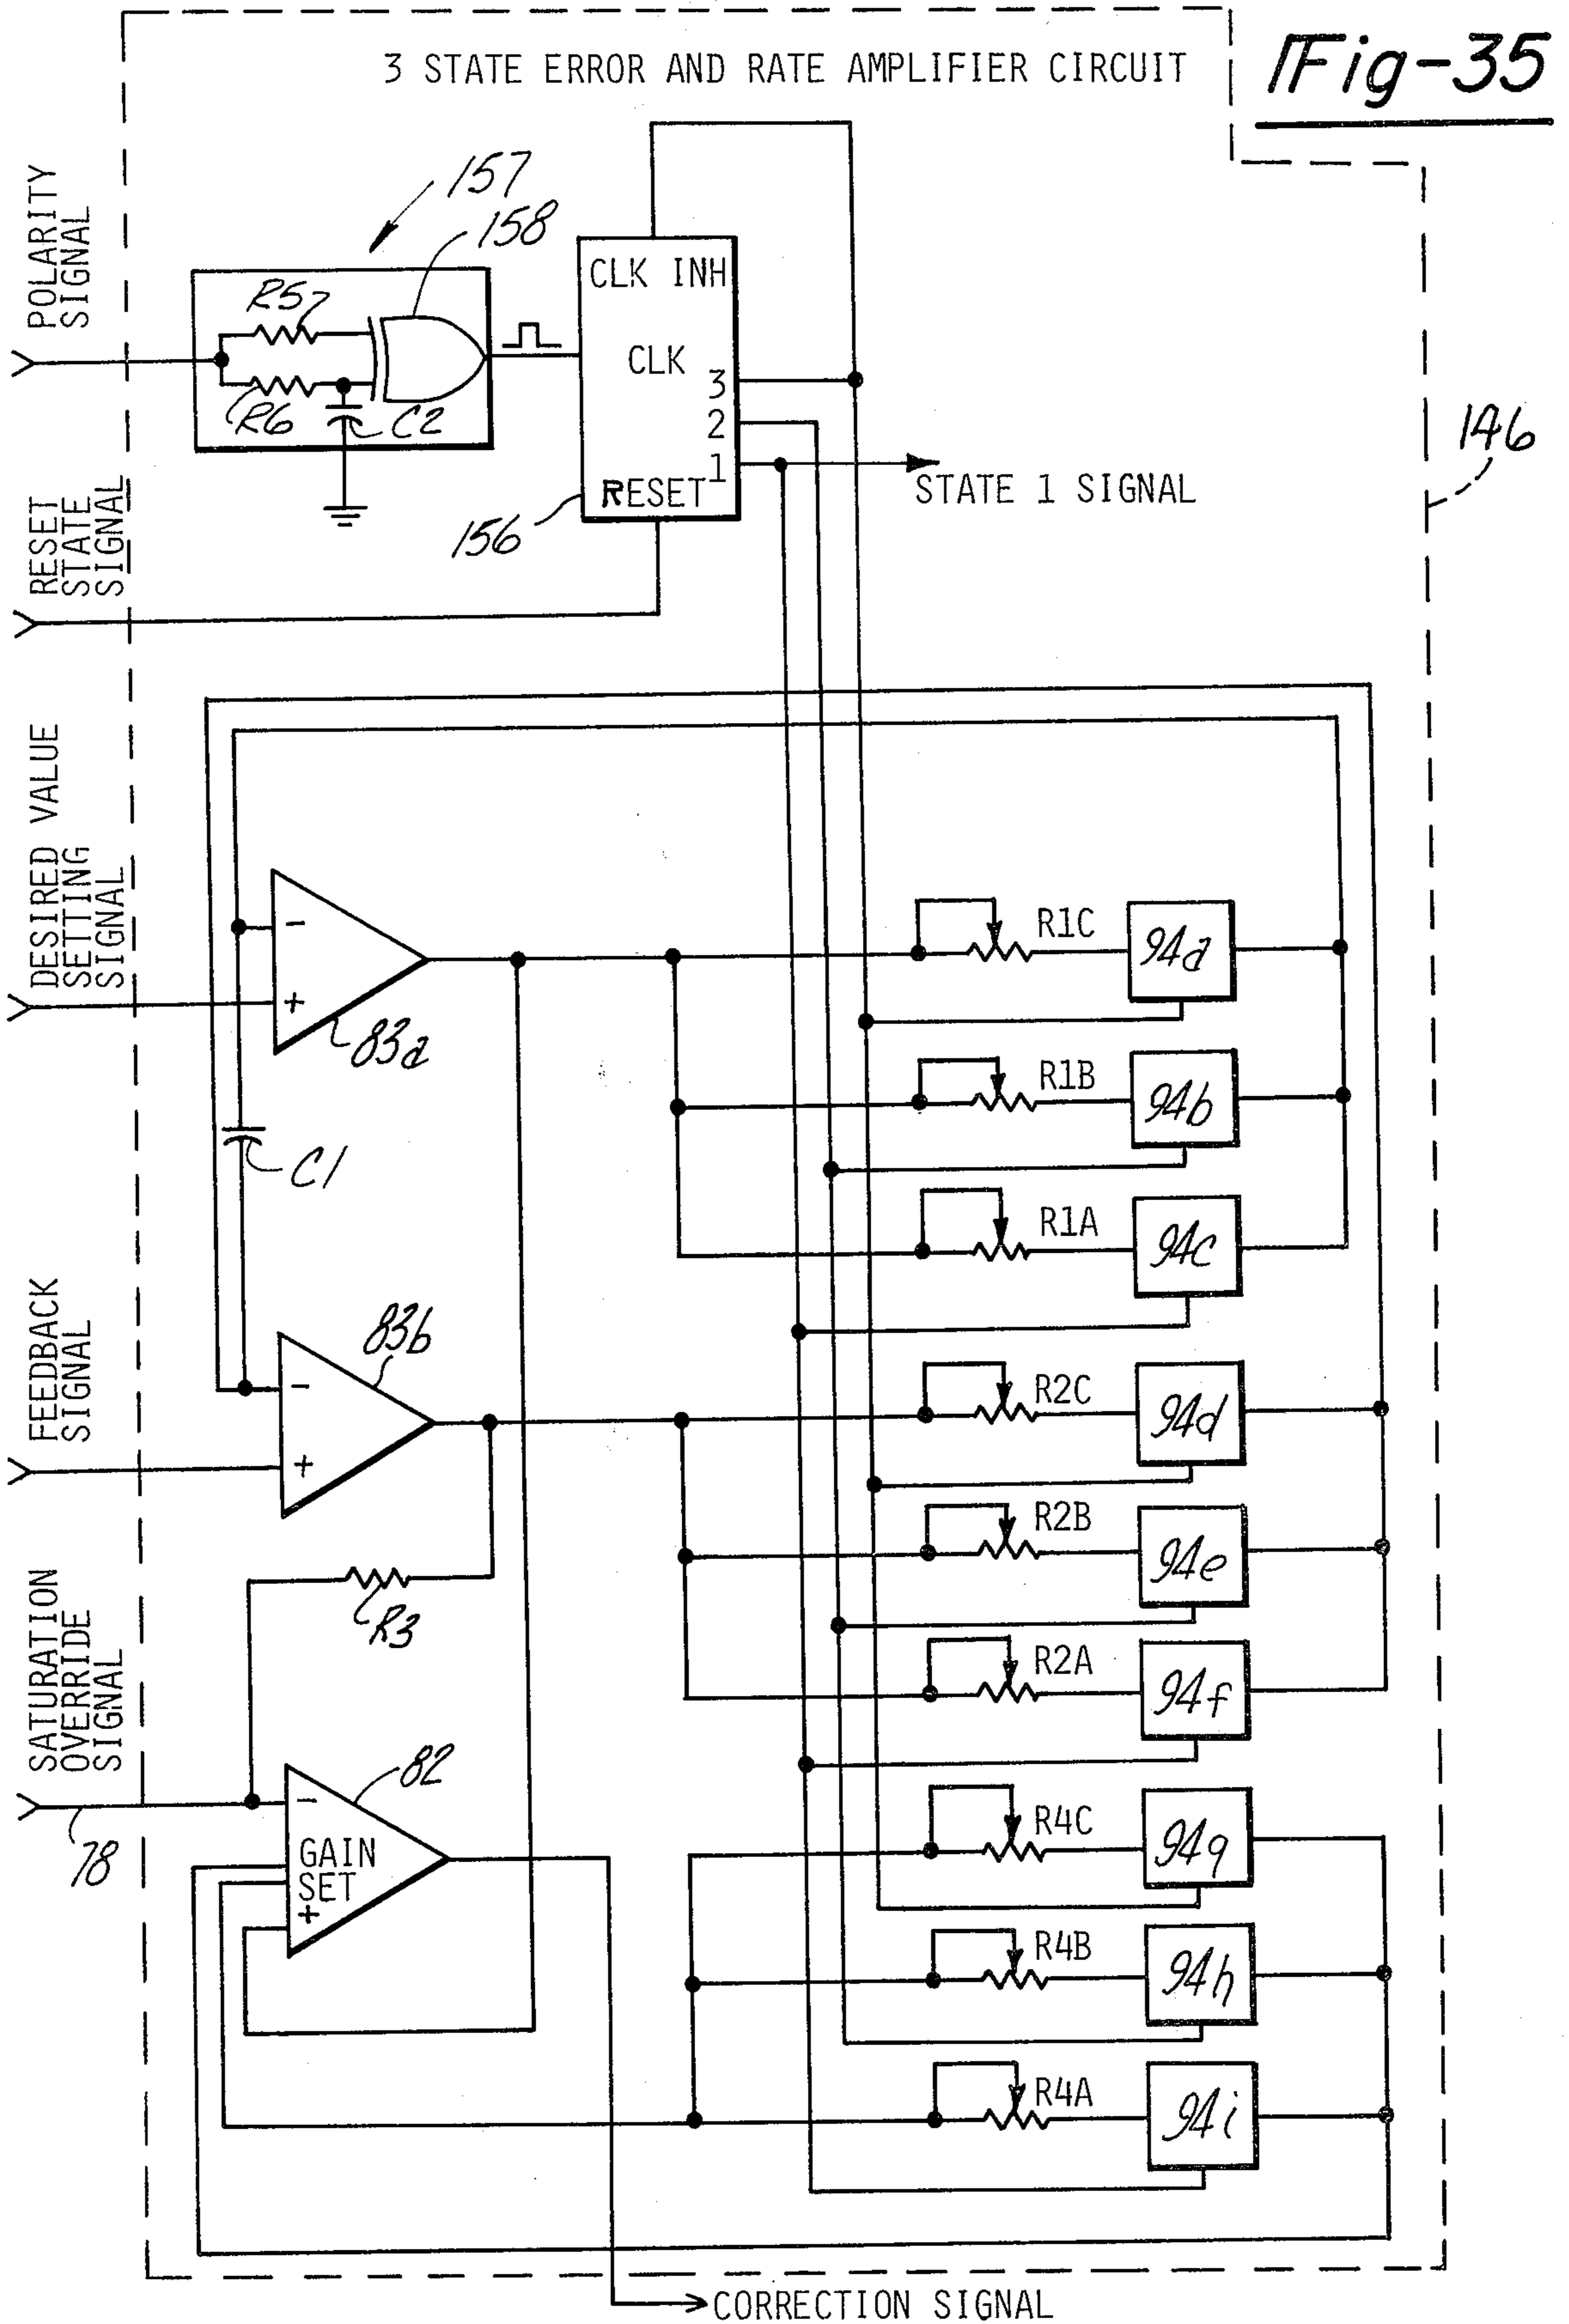 3 STATE ERROR AND RATE AMPLIFIER CIRCUIT
Fig-35
POLARITY
SIGNAL
157
158
R5
R6
C2
CLK INH
CLK
3
2
1
RESET
156
STATE 1 SIGNAL
146
RESET
STATE
SIGNAL
DESIRED VALUE
SETTING
SIGNAL
-
+
83a
C1
R1C
94a
R1B
94b
R1A
94c
FEEDBACK
SIGNAL
-
+
83b
R2C
94d
R2B
94e
R2A
94f
R3
SATURATION
OVERRIDE
SIGNAL
78
-
GAIN
SET
+
82
R4C
94g
R4B
94h
R4A
94i
CORRECTION SIGNAL